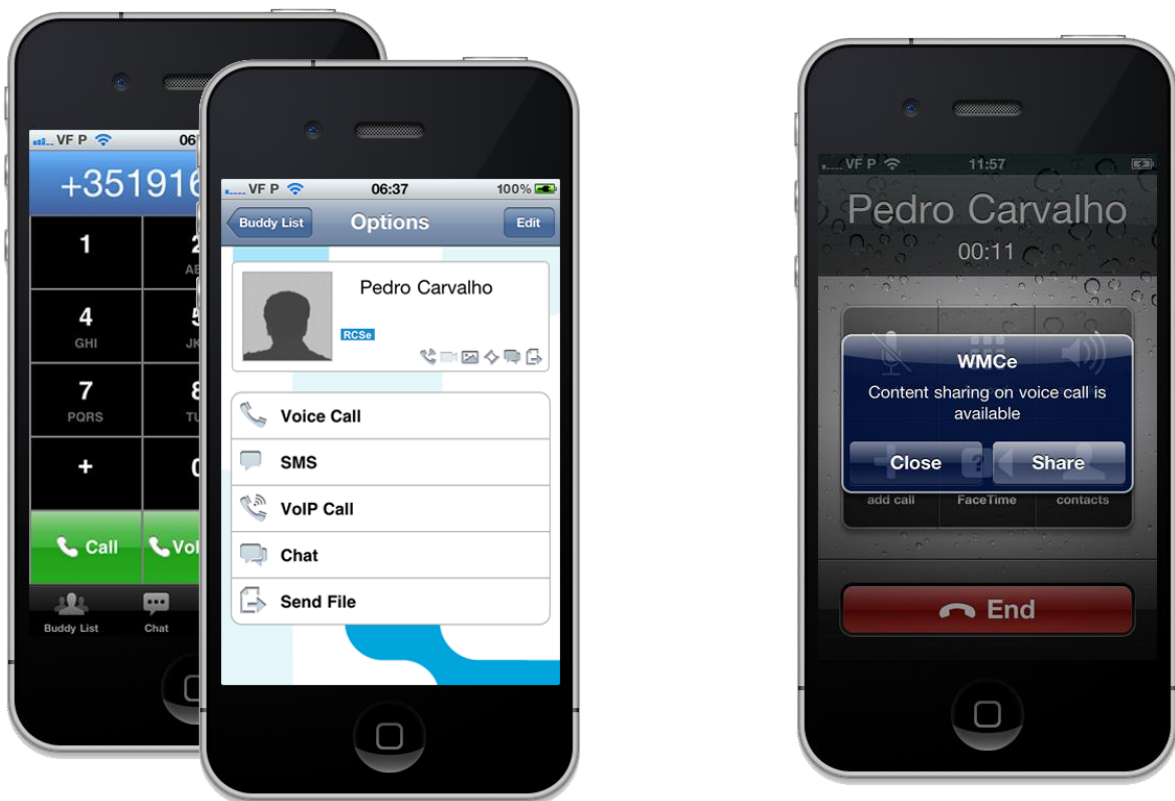 VF P
06
+351916
1
2
4
GHI
5
JK
7
PQRS
8
TU
+
0
Call
Vo
Buddy List
Chat
VF P
06:37
100%
Buddy List
Options
Edit
Pedro Carvalho
RCSe
Voice Call
SMS
VoIP Call
Chat
Send File
VF P
11:57
Pedro Carvalho
00:11
WMCe
Content sharing on voice call is
available
Close
Share
?
add call
FaceTime
contacts
End